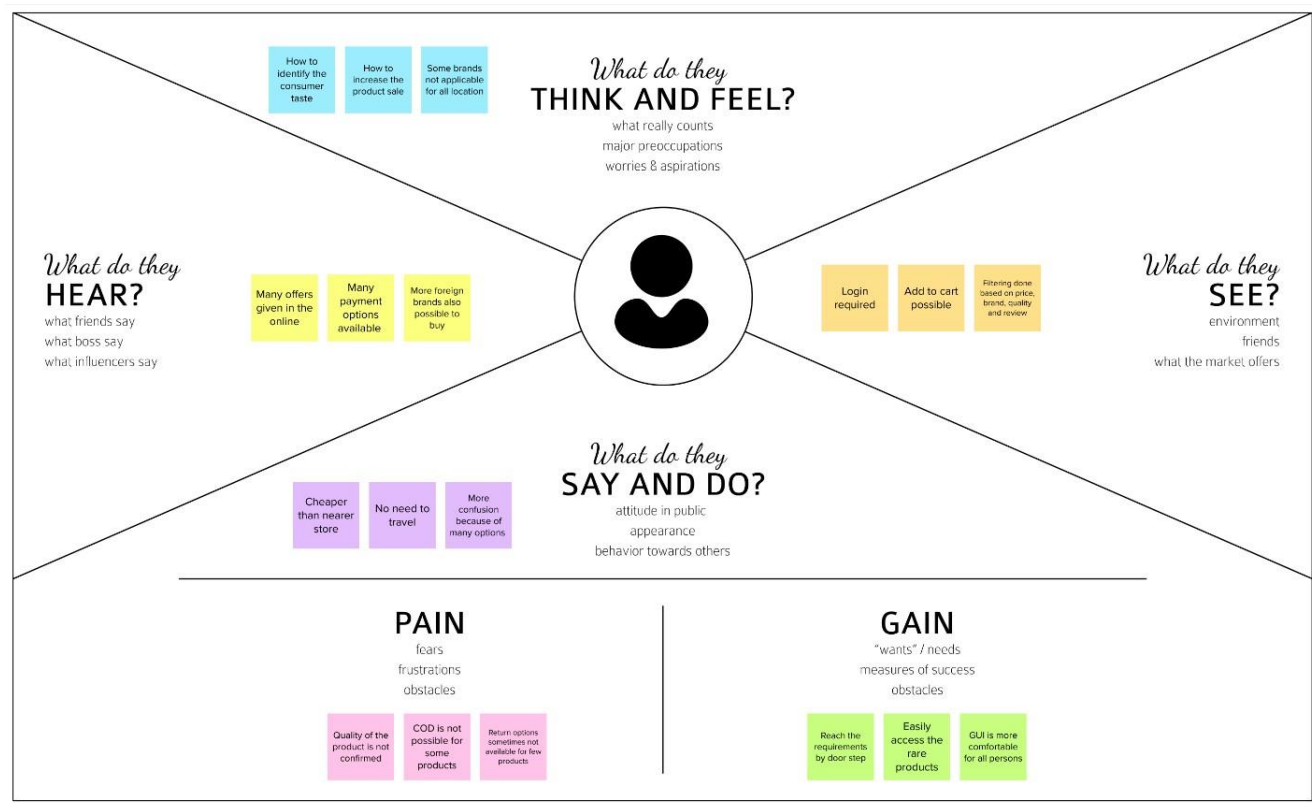 What do they
THINK AND FEEL?
what really counts
major preoccupations
worries & aspirations
How to
identify the
consumer
taste
How to
increase the
product sale
Some brands
not applicable
for all location
What do they
HEAR?
what friends say
what boss say
what influencers say
Many offers
given in the
online
Many
payment
options
available
More foreign
brands also
possible to
buy
Login
required
Add to cart
possible
Filtering done
based on price,
brand, quality
and review
What do they
SEE?
environment
friends
what the market offers
What do they
SAY AND DO?
attitude in public
appearance
behavior towards others
Cheaper
than nearer
store
No need to
travel
More
confusion
because of
many options
PAIN
fears
frustrations
obstacles
Quality of the
product is not
confirmed
COD is not
possible for
some
products
Return options
sometimes not
available for few
products
GAIN
"wants" / needs
measures of success
obstacles
Reach the
requirements
by door step
Easily
access the
rare
products
GUI is more
comfortable
for all persons